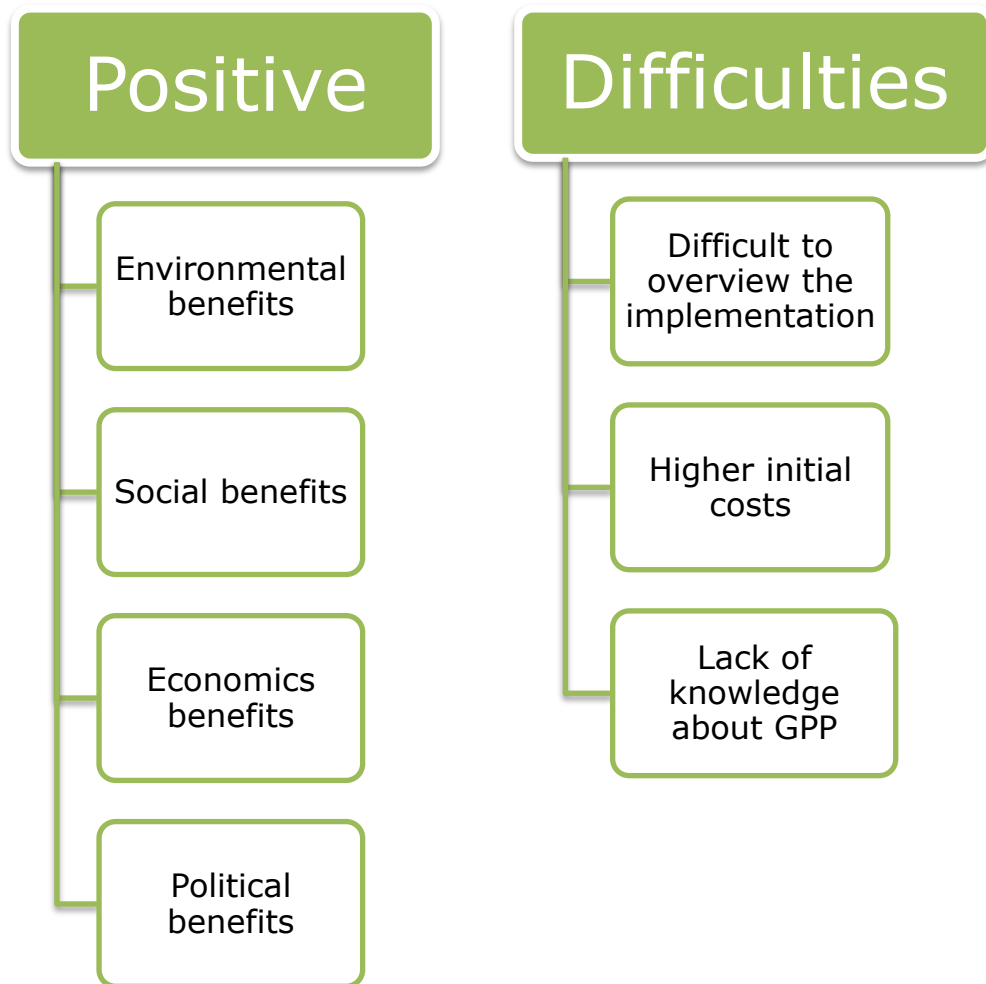 Positive
Environmental
benefits
Social benefits
Economics
benefits
Political
benefits
Difficulties
Difficult to
overview the
implementation
Higher initial
costs
Lack of
knowledge
about GPP